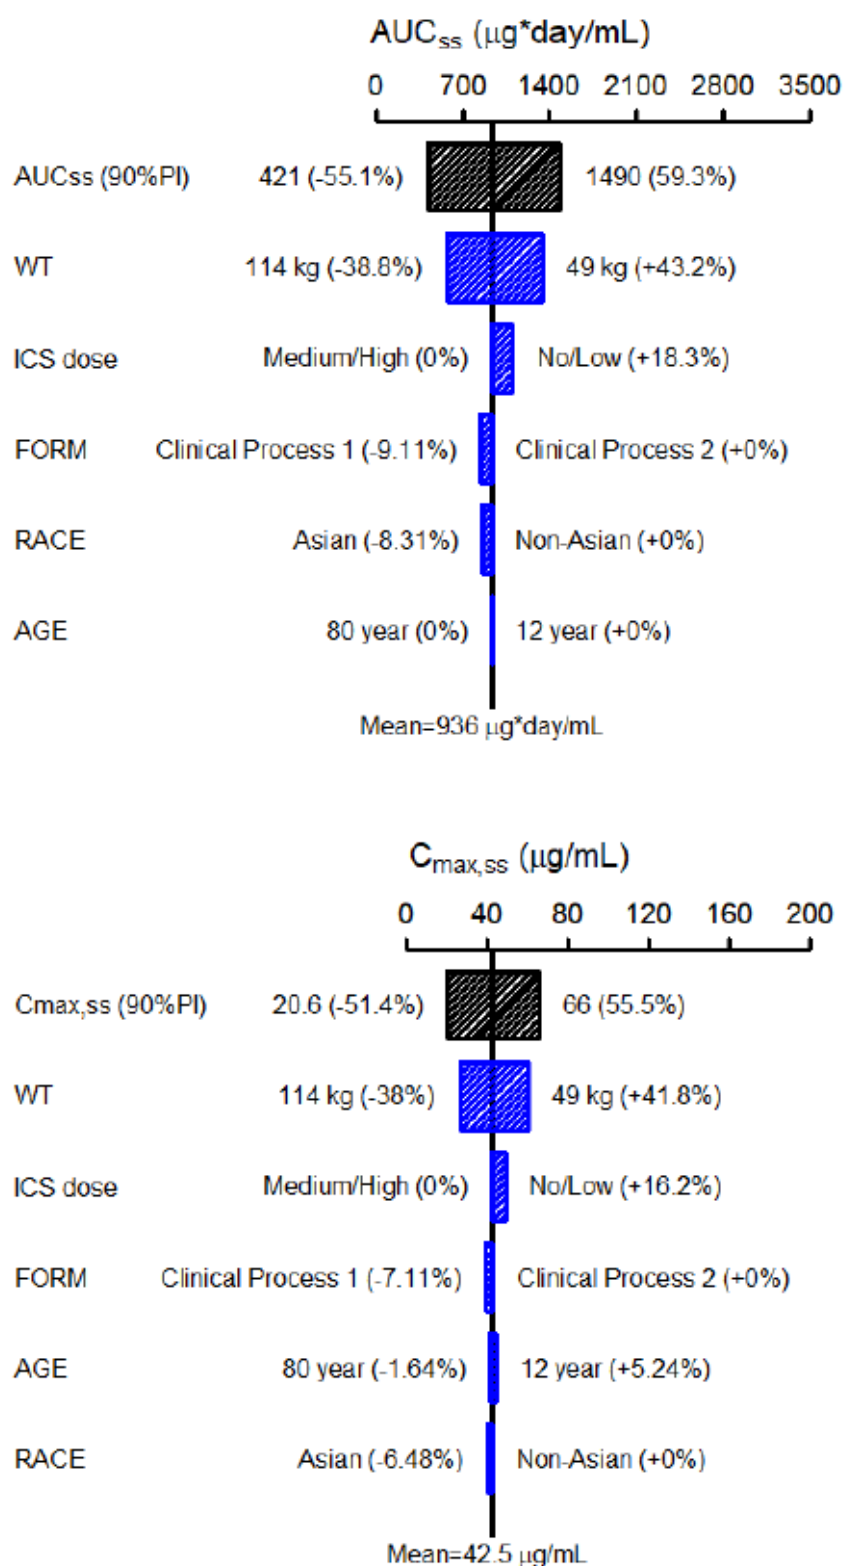 AUCss (μg*day/mL)
0 700 1400 2100 2800 3500
AUCss (90%PI) 421 (-55.1%) 1490 (59.3%)
WT 114 kg (-38.8%) 49 kg (+43.2%)
ICS dose Medium/High (0%) No/Low (+18.3%)
FORM Clinical Process 1 (-9.11%) Clinical Process 2 (+0%)
RACE Asian (-8.31%) Non-Asian (+0%)
AGE 80 year (0%) 12 year (+0%)
Mean=936 μg*day/mL
Cmax,ss (μg/mL)
0 40 80 120 160 200
Cmax,ss (90%PI) 20.6 (-51.4%) 66 (55.5%)
WT 114 kg (-38%) 49 kg (+41.8%)
ICS dose Medium/High (0%) No/Low (+16.2%)
FORM Clinical Process 1 (-7.11%) Clinical Process 2 (+0%)
AGE 80 year (-1.64%) 12 year (+5.24%)
RACE Asian (-6.48%) Non-Asian (+0%)
Mean=42.5 μg/mL